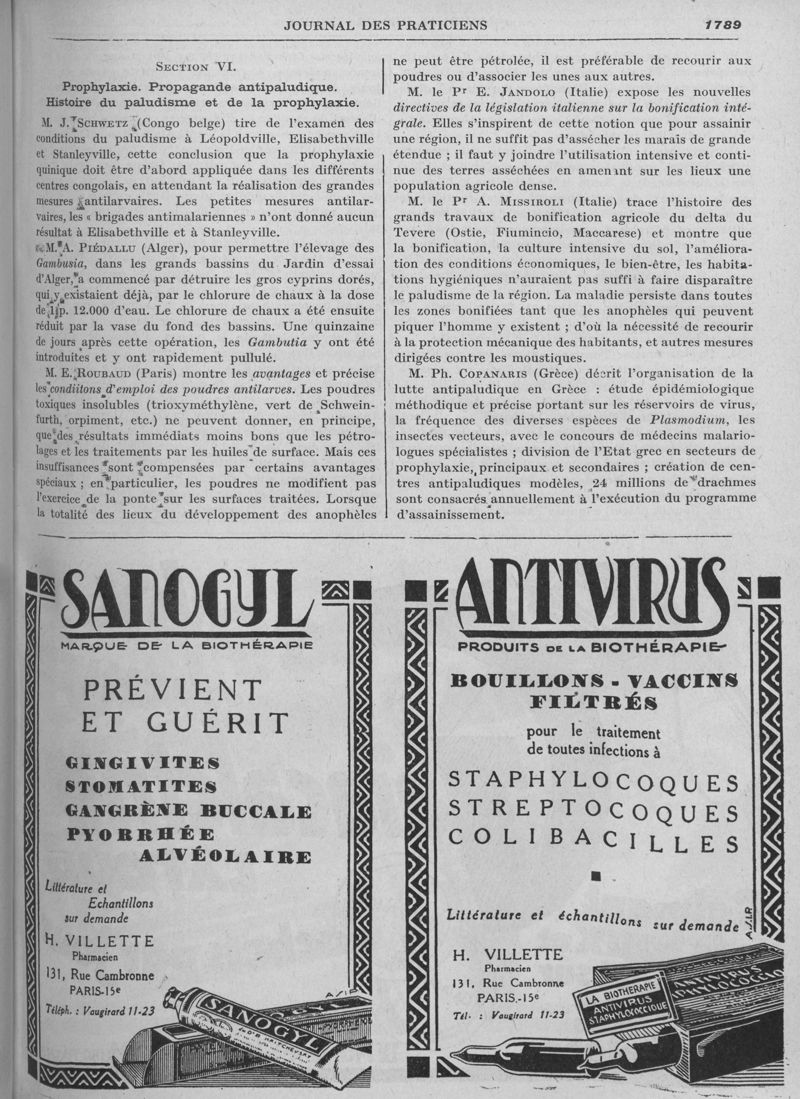 JOURNAL DES PRATICIENS
1789
SECTION VI.
Prophylaxie. Propagande antipaludique.
Histoire du paludisme et de la prophylaxie.
M. J. SCHWETZ (Congo belge) tire de l'examen des
conditions du paludisme à Léopoldville, Elisabethville
et Stanleyville, cette conclusion que la prophylaxie
quinique doit être d'abord appliquée dans les différents
centres congolais, en attendant la réalisation des grandes
mesures antilarvaires. Les petites mesures antilar-
vaires, les « brigades antimalariennes » n'ont donné aucun
résultat à Elisabethville et à Stanleyville.
M. A. PIÉDALLU (Alger), pour permettre l'élevage des
Gambusia, dans les grands bassins du Jardin d'essai
d'Alger, a commencé par détruire les gros cyprins dorés,
qui y existaient déjà, par le chlorure de chaux à la dose
de 1 p. 12.000 d'eau. Le chlorure de chaux a été ensuite
réduit par la vase du fond des bassins. Une quinzaine
de jours après cette opération, les Gambutia y ont été
introduites et y ont rapidement pullulé.
M. E. ROUBAUD (Paris) montre les avantages et précise
les condiitons d'emploi des poudres antilarves. Les poudres
toxiques insolubles (trioxyméthylène, vert de Schwein-
furth, orpiment, etc.) ne peuvent donner, en principe,
que des résultats immédiats moins bons que les pétro-
lages et les traitements par les huiles de surface. Mais ces
insuffisances sont compensées par certains avantages
spéciaux ; en particulier, les poudres ne modifient pas
l'exercice de la ponte sur les surfaces traitées. Lorsque
la totalité des lieux du développement des anophèles
ne peut être pétrolée, il est préférable de recourir aux
poudres ou d'associer les unes aux autres.
M. le Pr E. JANDOLO (Italie) expose les nouvelles
directives de la législation italienne sur la bonification inté-
grale. Elles s'inspirent de cette notion que pour assainir
une région, il ne suffit pas d'assécher les marais de grande
étendue ; il faut y joindre l'utilisation intensive et conti-
nue des terres asséchées en amenant sur les lieux une
population agricole dense.
M. le Pr A. MISSIROLI (Italie) trace l'histoire des
grands travaux de bonification agricole du delta du
Tevere (Ostie, Fiumincio, Maccarese) et montre que
la bonification, la culture intensive du sol, l'améliora-
tion des conditions économiques, le bien-être, les habita-
tions hygiéniques n'auraient pas suffi à faire disparaître
le paludisme de la région. La maladie persiste dans toutes
les zones bonifiées tant que les anophèles qui peuvent
piquer l'homme y existent ; d'où la nécessité de recourir
à la protection mécanique des habitants, et autres mesures
dirigées contre les moustiques.
M. Ph. COPANARIS (Grèce) décrit l'organisation de la
lutte antipaludique en Grèce : étude épidémiologique
méthodique et précise portant sur les réservoirs de virus,
la fréquence des diverses espèces de Plasmodium, les
insectes vecteurs, avec le concours de médecins malario-
logues spécialistes ; division de l'Etat grec en secteurs de
prophylaxie, principaux et secondaires ; création de cen-
tres antipaludiques modèles, 24 millions de drachmes
sont consacrés annuellement à l'exécution du programme
d'assainissement.
SANOGYL
MARQUE DE LA BIOTHÉRAPIE
PRÉVIENT
ET GUÉRIT
GINGIVITES
STOMATITES
GANGRÈNE BUCCALE
PYORRHÉE
ALVÉOLAIRE
Littérature et
Echantillons
sur demande
H. VILLETTE
Pharmacien
131, Rue Cambronne
PARIS-15e
Téléph. : Vaugirard 11-23
SANOGYL
ANTIVIRUS
PRODUITS DE LA BIOTHÉRAPIE
BOUILLONS - VACCINS
FILTRÉS
pour le traitement
de toutes infections à
STAPHYLOCOQUES
STREPTOCOQUES
COLIBACILLES
Littérature et échantillons sur demande
H. VILLETTE
Pharmacien
131, Rue Cambronne
PARIS.-15e
Tél. : Vaugirard 11-23
LA BIOTHERAPIE
ANTIVIRUS
STAPHYLOCOCCIQUE
ANTIVIRUS